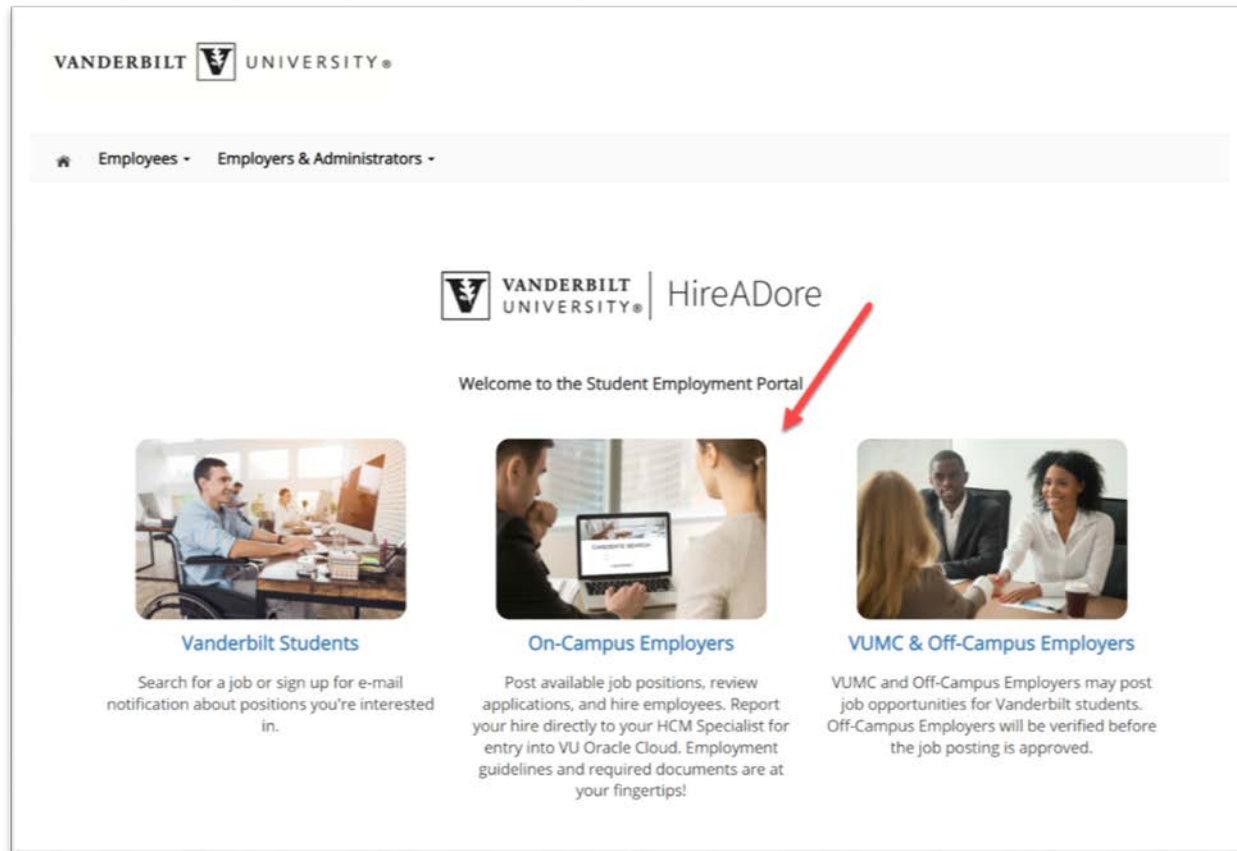 VANDERBILT V UNIVERSITY®
Employees Employers & Administrators
V VANDERBILT UNIVERSITY® HireADore
Welcome to the Student Employment Portal
CANDIDATE SEARCH
Vanderbilt Students
Search for a job or sign up for e-mail
notification about positions you're interested
in.
On-Campus Employers
Post available job positions, review
applications, and hire employees. Report
your hire directly to your HCM Specialist for
entry into VU Oracle Cloud. Employment
guidelines and required documents are at
your fingertips!
VUMC & Off-Campus Employers
VUMC and Off-Campus Employers may post
job opportunities for Vanderbilt students.
Off-Campus Employers will be verified before
the job posting is approved.